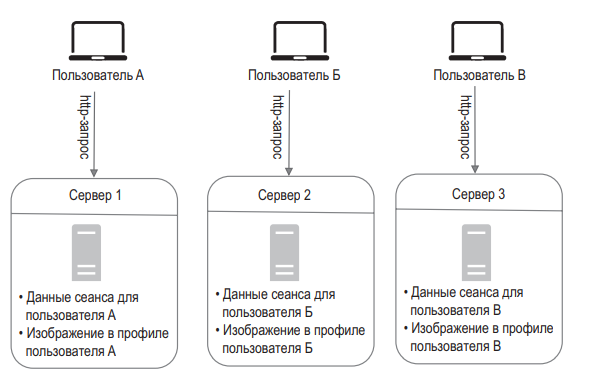 Пользователь А
Пользователь Б
Пользователь В
http-запрос
http-запрос
http-запрос
Сервер 1
Сервер 2
Сервер 3
• Данные сеанса для
пользователя А
• Изображение в профиле
пользователя А
• Данные сеанса для
пользователя Б
• Изображение в профиле
пользователя Б
• Данные сеанса для
пользователя В
• Изображение в профиле
пользователя В